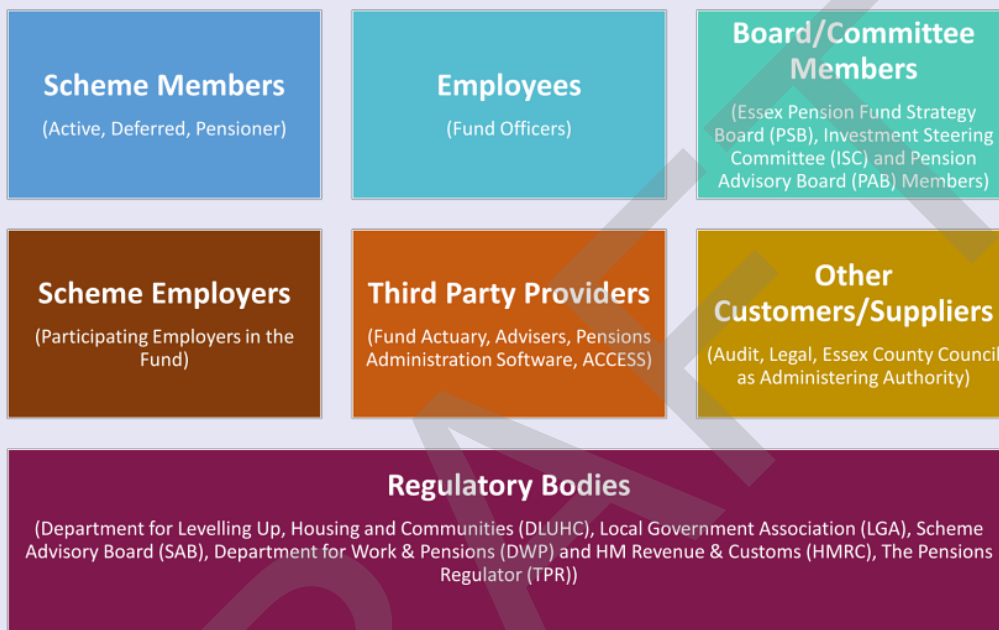 Scheme Members
(Active, Deferred, Pensioner)
Employees
(Fund Officers)
Board/Committee
Members
(Essex Pension Fund Strategy
Board (PSB), Investment Steering
Committee (ISC) and Pension
Advisory Board (PAB) Members)
Scheme Employers
(Participating Employers in the
Fund)
Third Party Providers
(Fund Actuary, Advisers, Pensions
Administration Software, ACCESS)
Other
Customers/Suppliers
(Audit, Legal, Essex County Council
as Administering Authority)
Regulatory Bodies
(Department for Levelling Up, Housing and Communities (DLUHC), Local Government Association (LGA), Scheme
Advisory Board (SAB), Department for Work & Pensions (DWP) and HM Revenue & Customs (HMRC), The Pensions
Regulator (TPR))